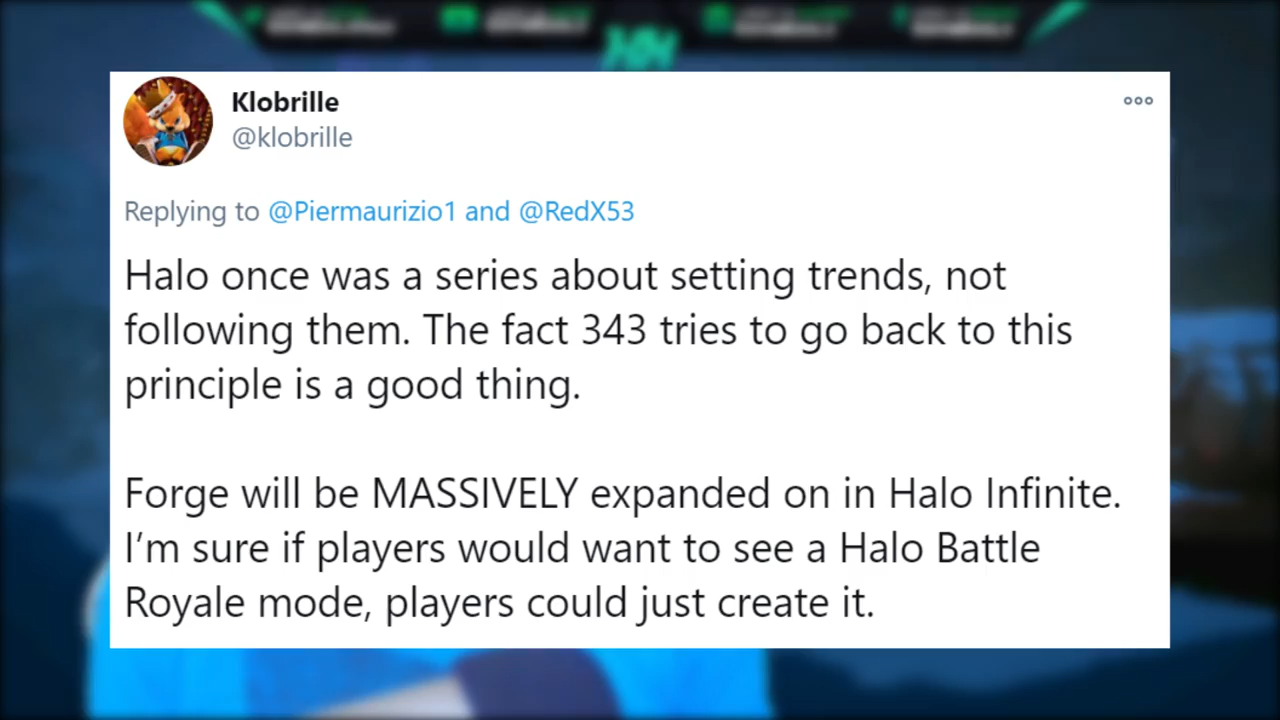 HH
Klobrille
@klobrille
Replying to @Piermaurizio1 and @RedX53
Halo once was a series about setting trends, not
following them. The fact 343 tries to go back to this
principle is a good thing.
Forge will be MASSIVELY expanded on in Halo Infinite.
I'm sure if players would want to see a Halo Battle
Royale mode, players could just create it.